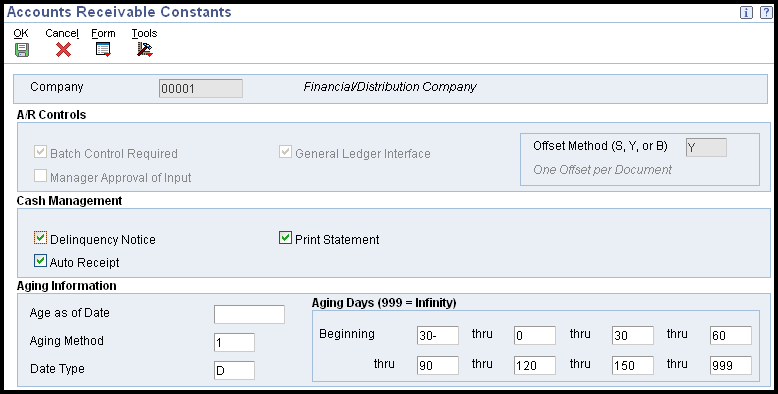 Accounts Receivable Constants
OK Cancel Form Tools
Company 00001 Financial/Distribution Company
A/R Controls
Batch Control Required General Ledger Interface Offset Method (S, Y, or B) Y
Manager Approval of Input One Offset per Document
Cash Management
Delinquency Notice Print Statement
Auto Receipt
Aging Information
Age as of Date
Aging Method 1
Date Type D
Aging Days (999 = Infinity)
Beginning 30- thru 0 thru 30 thru 60
thru 90 120 thru 150 thru 999